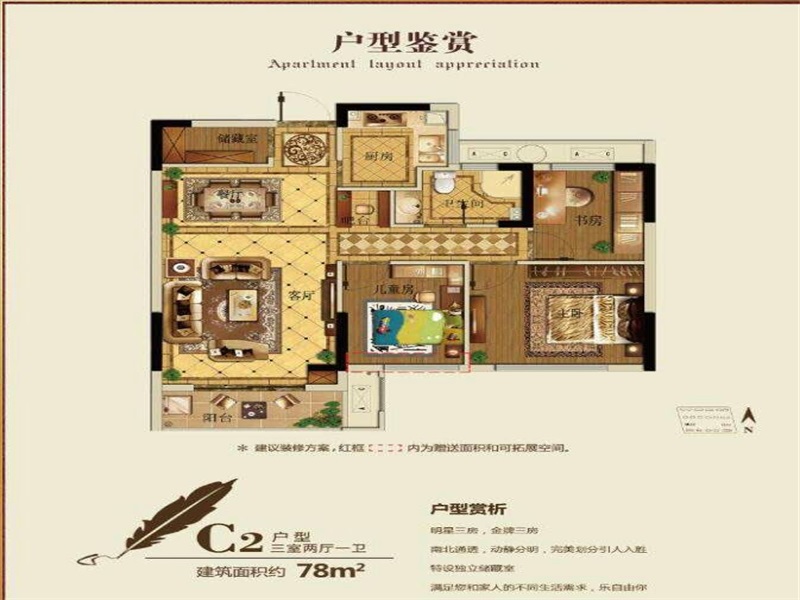 户型鉴赏
Apartment layout appreciation
储藏室
厨房
餐厅
吧台
卫生间
书房
A C
A C
客厅
儿童房
主卧
阳台
N
* 建议装修方案,红框 内为赠送面积和可拓展空间。
C2 户型
三室两厅一卫
建筑面积约 78m²
户型赏析
明星三房,金牌三房
南北通透,动静分明,完美划分引人入胜
特设独立储藏室
满足您和家人的不同生活需求,乐自由你